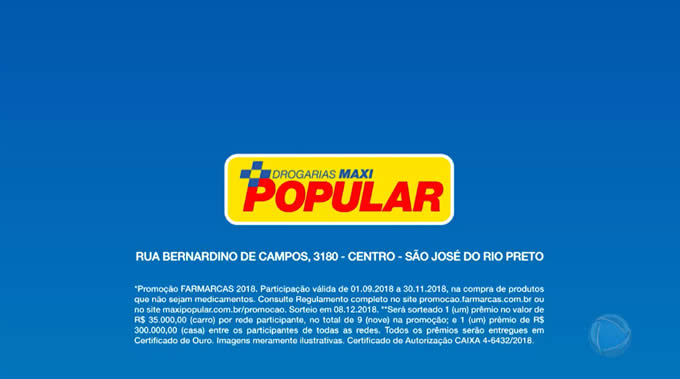 DROGARIAS MAXI
POPULAR
RUA BERNARDINO DE CAMPOS, 3180 - CENTRO - SÃO JOSÉ DO RIO PRETO
*Promoção FARMARCAS 2018. Participação válida de 01.09.2018 a 30.11.2018, na compra de produtos
que não sejam medicamentos. Consulte Regulamento completo no site promocao.farmarcas.com.br ou
no site maxipopular.com.br/promocao. Sorteio em 08.12.2018. **Será sorteado 1 (um) prêmio no valor de
R$ 35.000,00 (carro) por rede participante, no total de 9 (nove) na promoção; e 1 (um) prêmio de R$
300.000,00 (casa) entre os participantes de todas as redes. Todos os prêmios serão entregues em
Certificado de Ouro. Imagens meramente ilustrativas. Certificado de Autorização CAIXA 4-6432/2018.